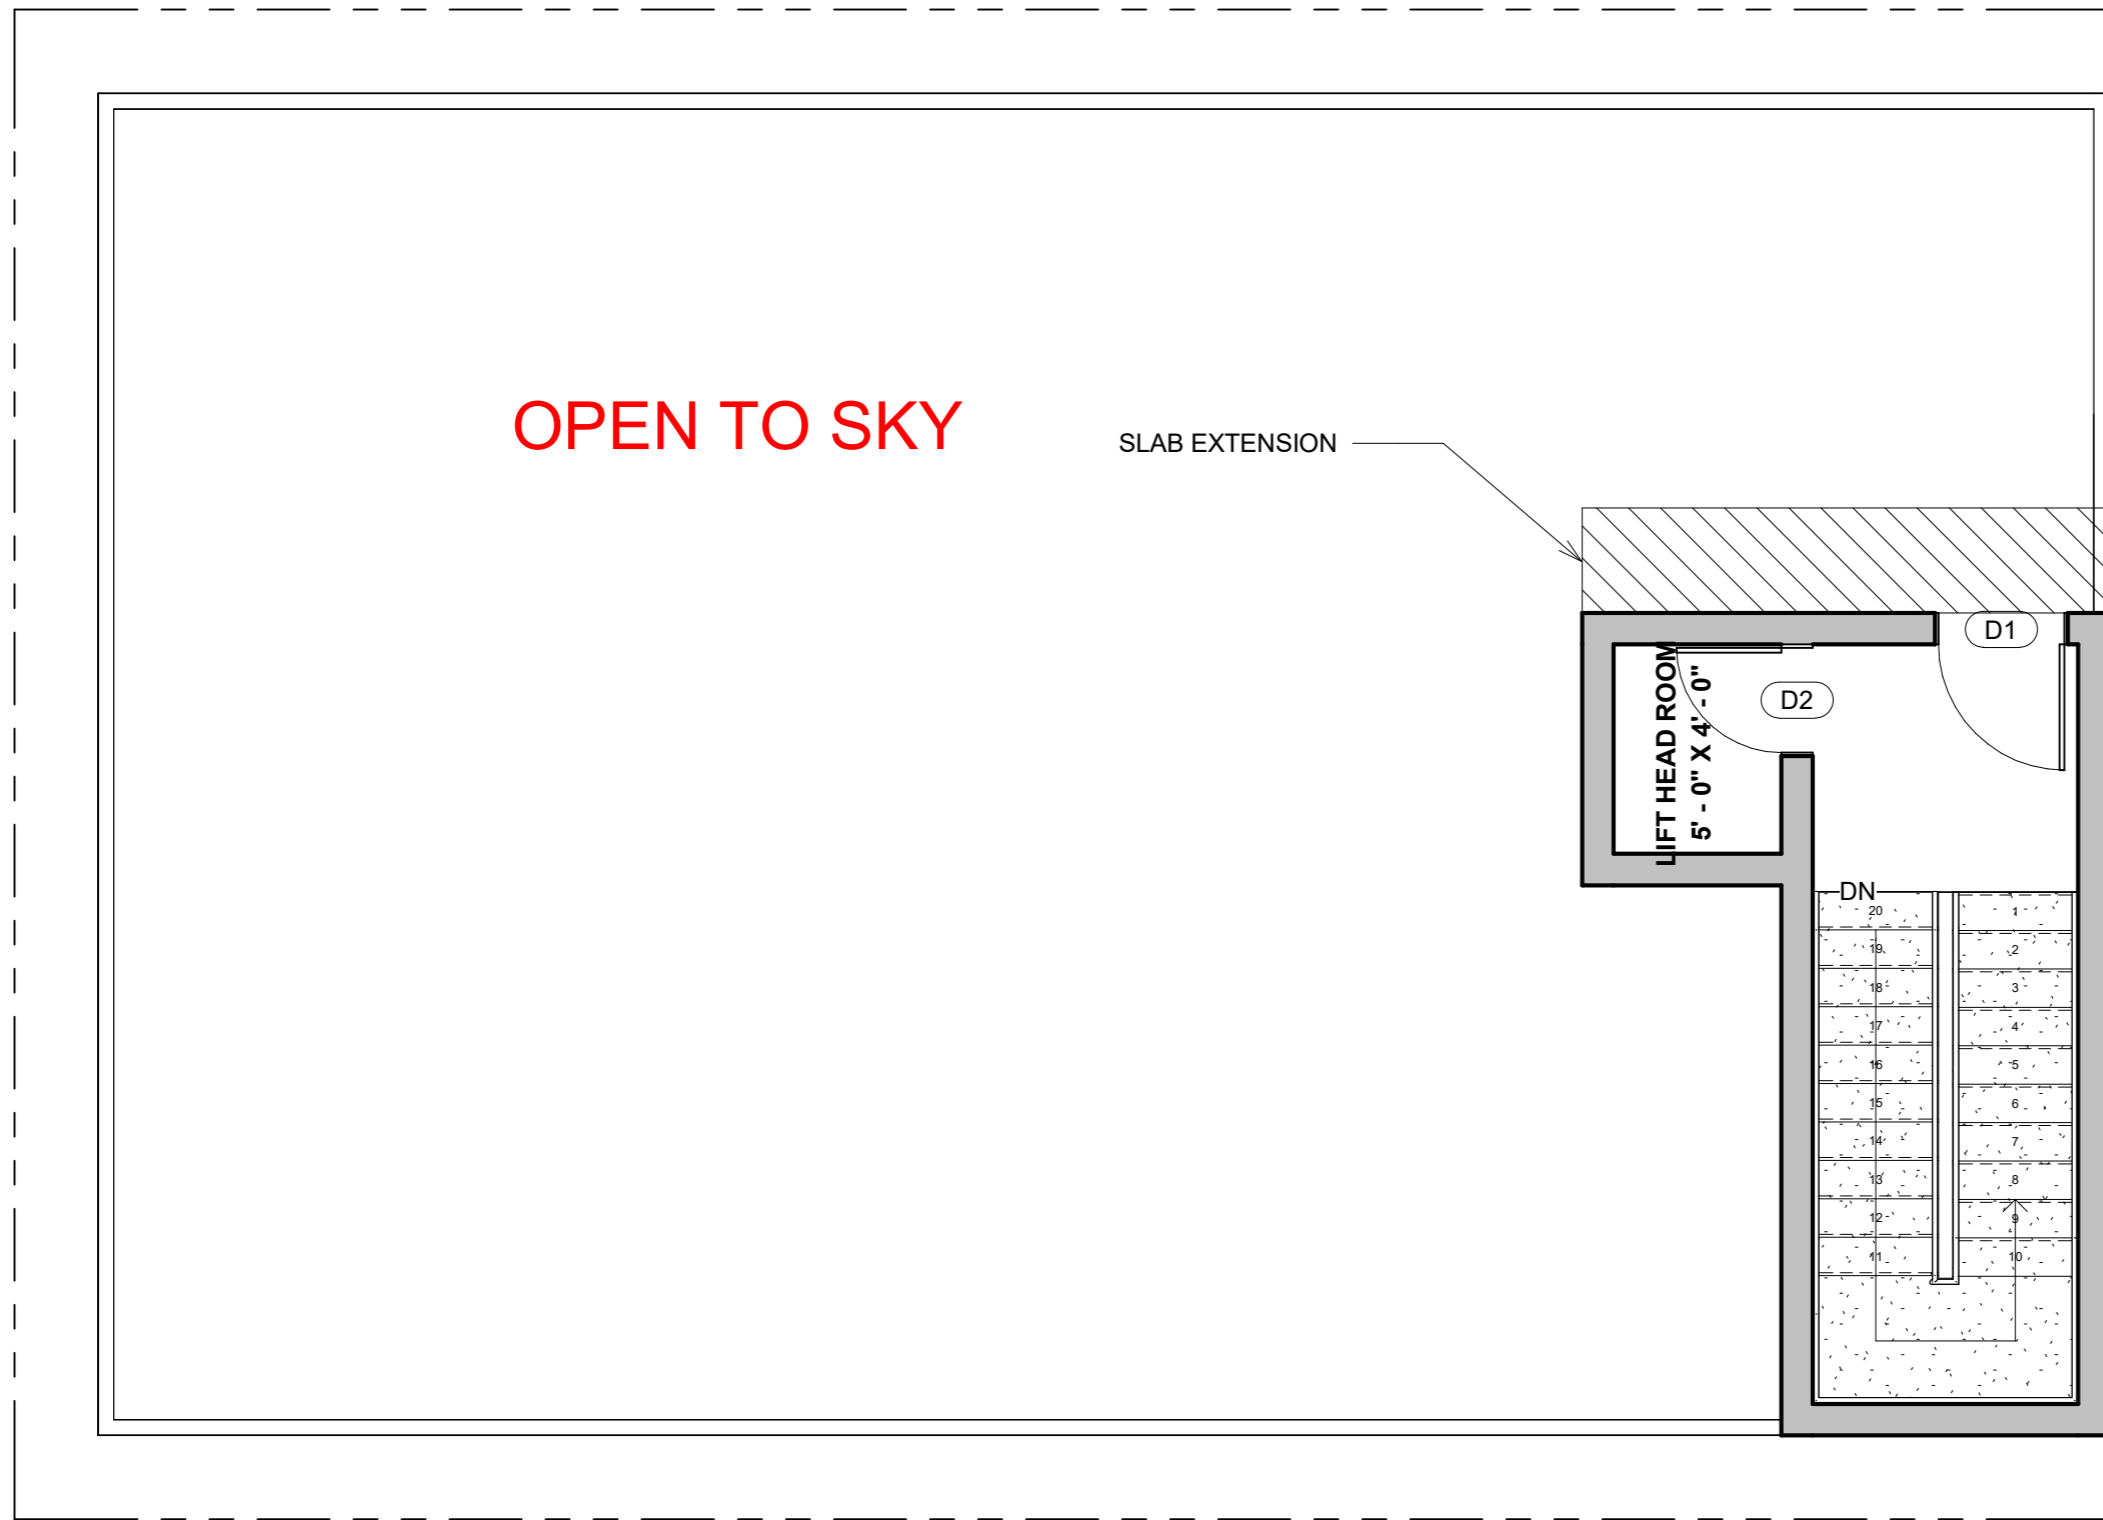 OPEN TO SKY
SLAB EXTENSION
D1
LIFT HEAD ROOM
5' - 0" X 4' - 0"
D2
DN
20 1
19 2
18 3
17 4
16 5
15 6
14 7
13 8
12 9
11 10